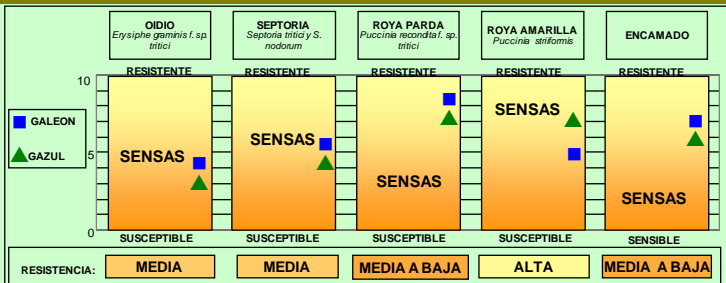 OIDIO
Erysiphe graminis f. sp.
tritici
SEPTORIA
Septoria tritici y S.
nodorum
ROYA PARDA
Puccinia recondita f. sp.
tritici
ROYA AMARILLA
Puccinia striiformis
ENCAMADO
RESISTENTE RESISTENTE RESISTENTE RESISTENTE RESISTENTE
10
5
0
GALEON
GAZUL
SENSAS
SENSAS
SENSAS
SENSAS
SENSAS
SUSCEPTIBLE SUSCEPTIBLE SUSCEPTIBLE SUSCEPTIBLE SENSIBLE
RESISTENCIA: MEDIA MEDIA MEDIA A BAJA ALTA MEDIA A BAJA